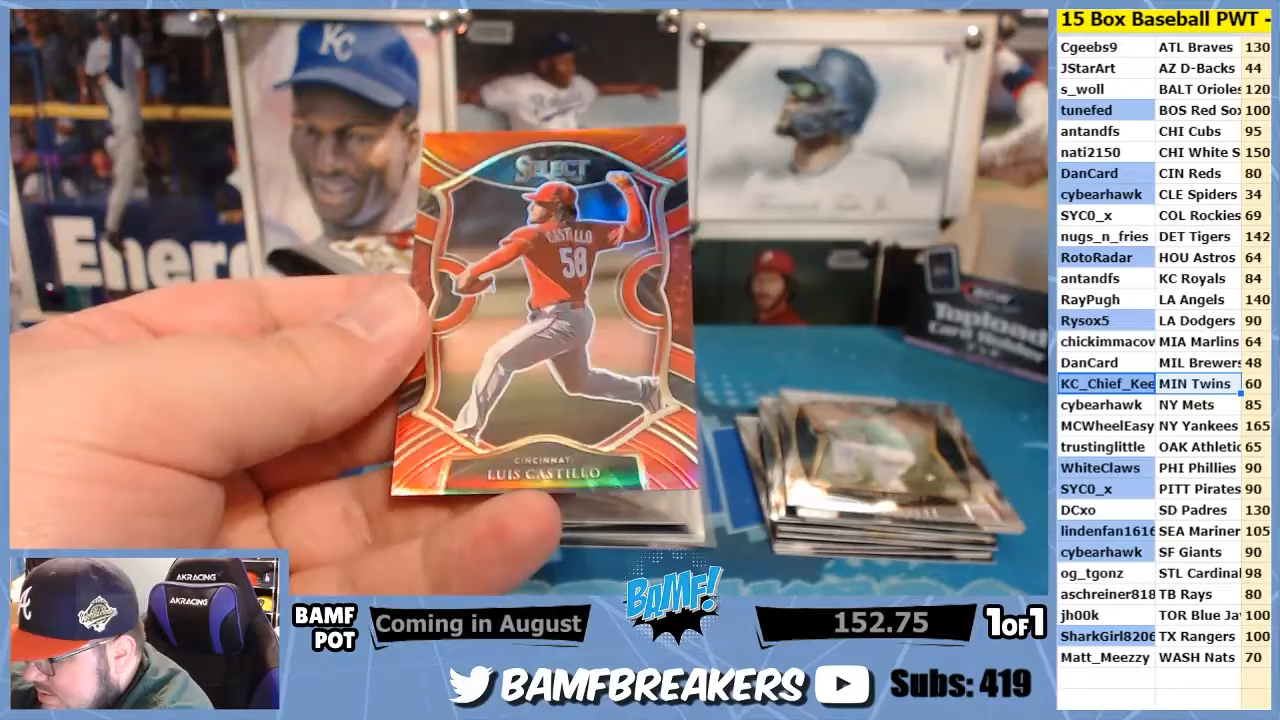 KC
Energ
SELECT
CASTILLO
58
CINCINNATI
LUIS CASTILLO
Topload
Card Holder
15 Box Baseball PWT -
Cgeebs9 ATL Braves 130
JStarArt AZ D-Backs 44
s_woll BALT Orioles 120
tunefed BOS Red Sox 100
antandfs CHI Cubs 95
nati2150 CHI White S 150
DanCard CIN Reds 80
cybearhawk CLE Spiders 34
SYC0_x COL Rockies 69
nugs_n_fries DET Tigers 142
RotoRadar HOU Astros 64
antandfs KC Royals 84
RayPugh LA Angels 140
Rysox5 LA Dodgers 90
chickimmacov MIA Marlins 64
DanCard MIL Brewers 48
KC_Chief_Kee MIN Twins 60
cybearhawk NY Mets 85
MCWheelEasy NY Yankees 165
trustinglittle OAK Athletic 65
WhiteClaws PHI Phillies 90
SYC0_x PITT Pirates 90
DCxo SD Padres 130
lindenfan1616 SEA Mariner 105
cybearhawk SF Giants 90
og_tgonz STL Cardinal 98
aschreiner818 TB Rays 80
jh00k TOR Blue Ja 100
SharkGirl8206 TX Rangers 100
Matt_Meezzy WASH Nats 70
A
AKRACING
AKRACING
BAMF
POT
Coming in August
BAMF!
152.75
1OF1
BAMFBREAKERS
Subs: 419